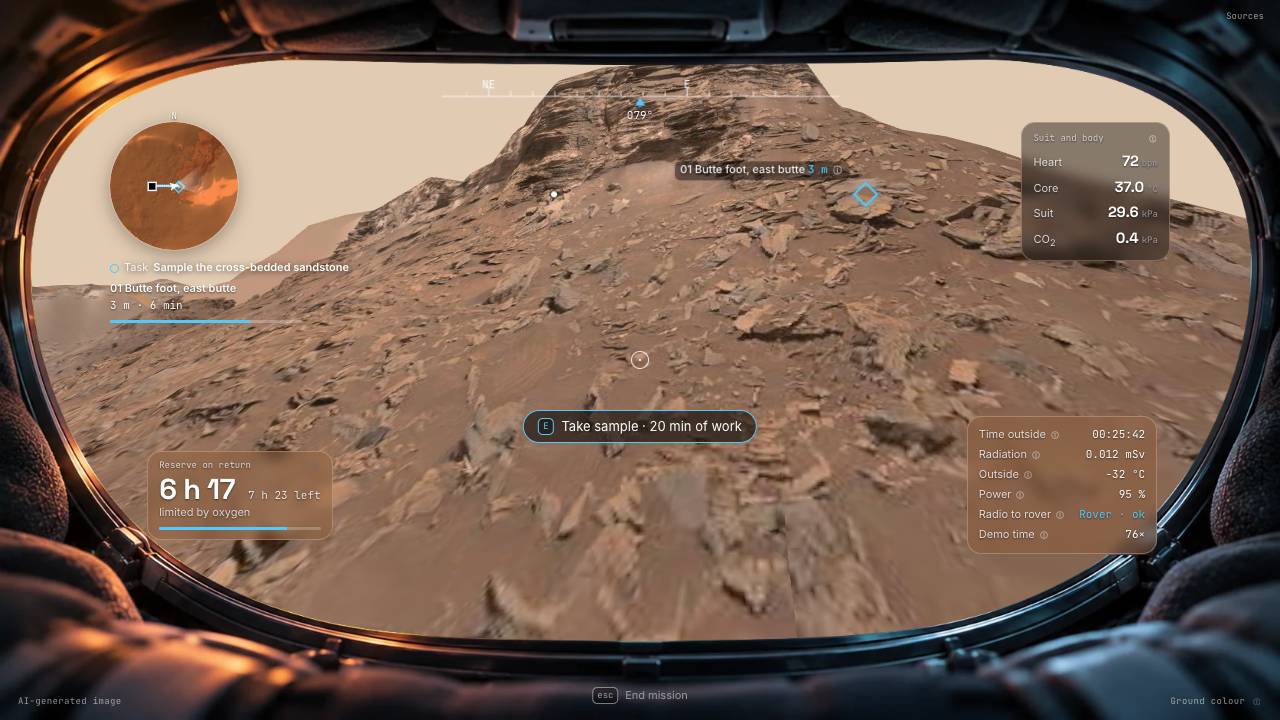 Sources
NE
E
079°
N
01 Butte foot, east butte 3 m
Suit and body
Heart 72 bpm
Core 37.0 °C
Suit 29.6 kPa
CO2 0.4 kPa
Task Sample the cross-bedded sandstone
01 Butte foot, east butte
3 m · 6 min
E Take sample · 20 min of work
Reserve on return
6 h 17 7 h 23 left
limited by oxygen
Time outside 00:25:42
Radiation 0.012 mSv
Outside -32 °C
Power 95 %
Radio to rover Rover · ok
Demo time 76×
esc End mission
AI-generated image
Ground colour